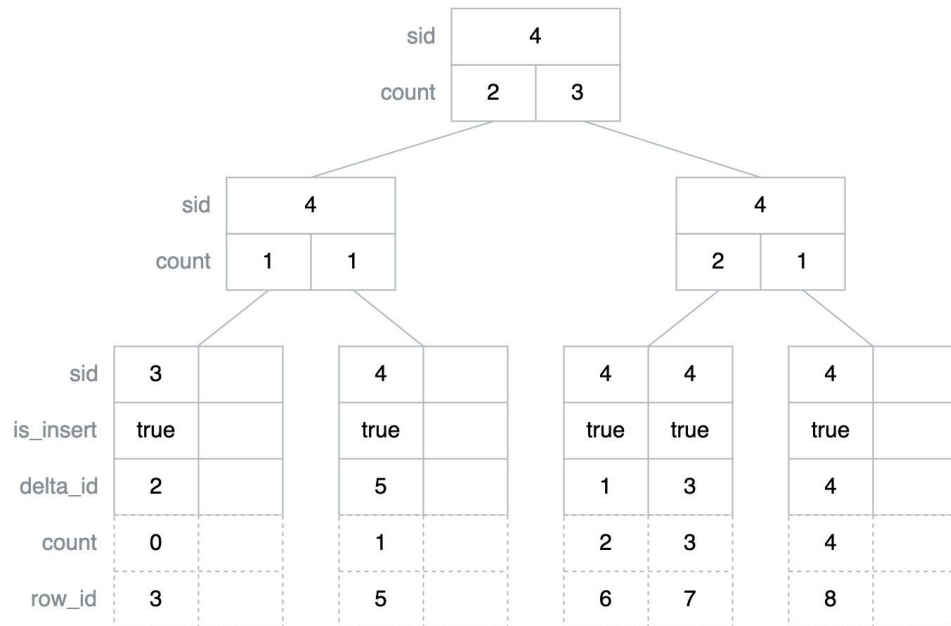 sid 4
count 2 3
sid 4 4
count 1 1 2 1
sid 3 4 4 4 4
is_insert true true true true true
delta_id 2 5 1 3 4
count 0 1 2 3 4
row_id 3 5 6 7 8